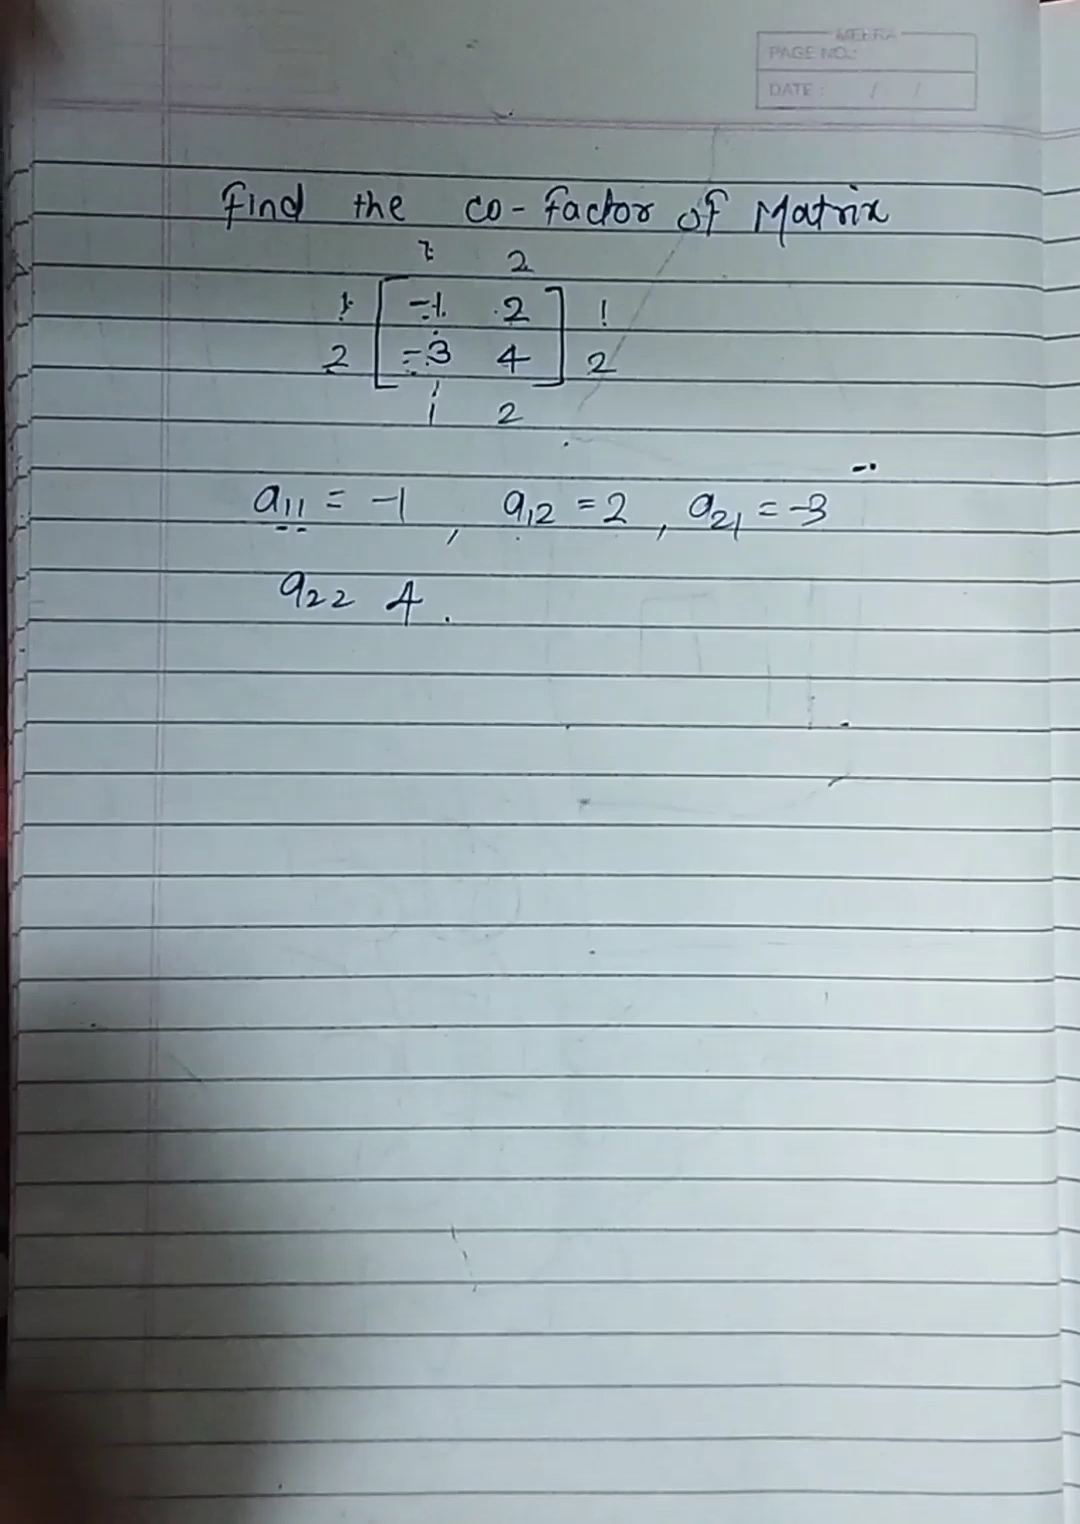 MEERA
PAGE NO.:
DATE: / /
Find the co-factor of Matrix
2
1 [-1 2] 1
2 [-3 4] 2
1 2
a11 = -1, a12 = 2, a21 = -3
a22 4.